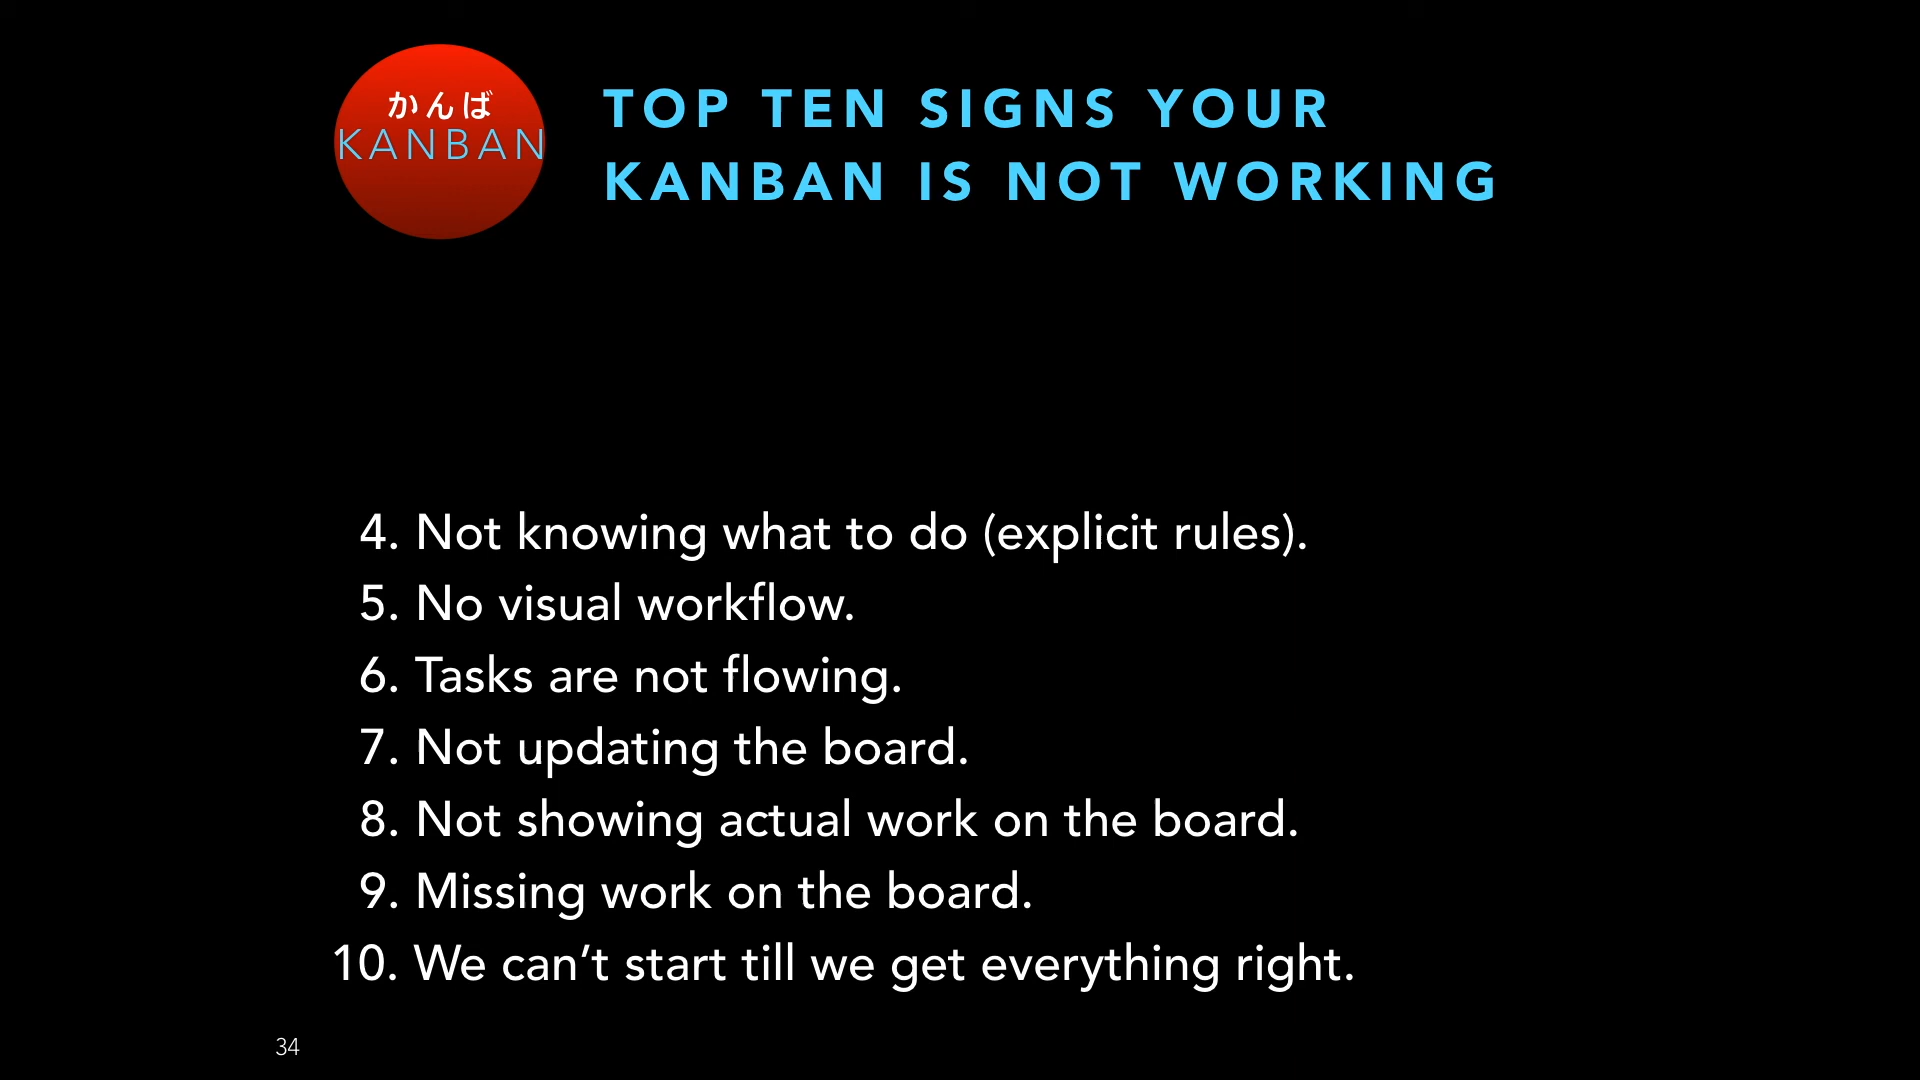 かんば
KANBAN
TOP TEN SIGNS YOUR
KANBAN IS NOT WORKING
4. Not knowing what to do (explicit rules).
5. No visual workflow.
6. Tasks are not flowing.
7. Not updating the board.
8. Not showing actual work on the board.
9. Missing work on the board.
10. We can’t start till we get everything right.
34